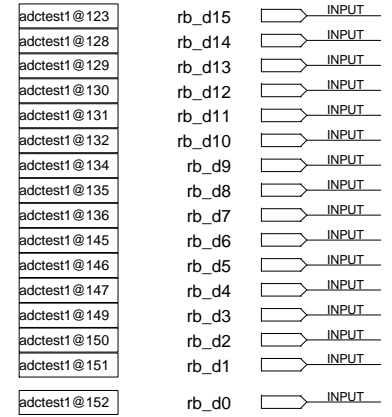 adctest1@123 rb_d15 INPUT
adctest1@128 rb_d14 INPUT
adctest1@129 rb_d13 INPUT
adctest1@130 rb_d12 INPUT
adctest1@131 rb_d11 INPUT
adctest1@132 rb_d10 INPUT
adctest1@134 rb_d9 INPUT
adctest1@135 rb_d8 INPUT
adctest1@136 rb_d7 INPUT
adctest1@145 rb_d6 INPUT
adctest1@146 rb_d5 INPUT
adctest1@147 rb_d4 INPUT
adctest1@149 rb_d3 INPUT
adctest1@150 rb_d2 INPUT
adctest1@151 rb_d1 INPUT
adctest1@152 rb_d0 INPUT